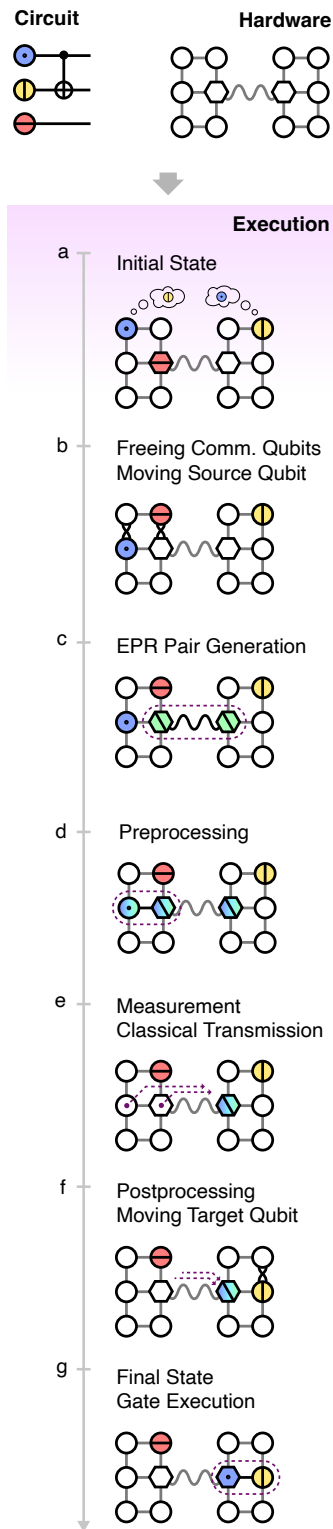 Circuit
Hardware
Execution
a
Initial State
b
Freeing Comm. Qubits
Moving Source Qubit
c
EPR Pair Generation
d
Preprocessing
e
Measurement
Classical Transmission
f
Postprocessing
Moving Target Qubit
g
Final State
Gate Execution